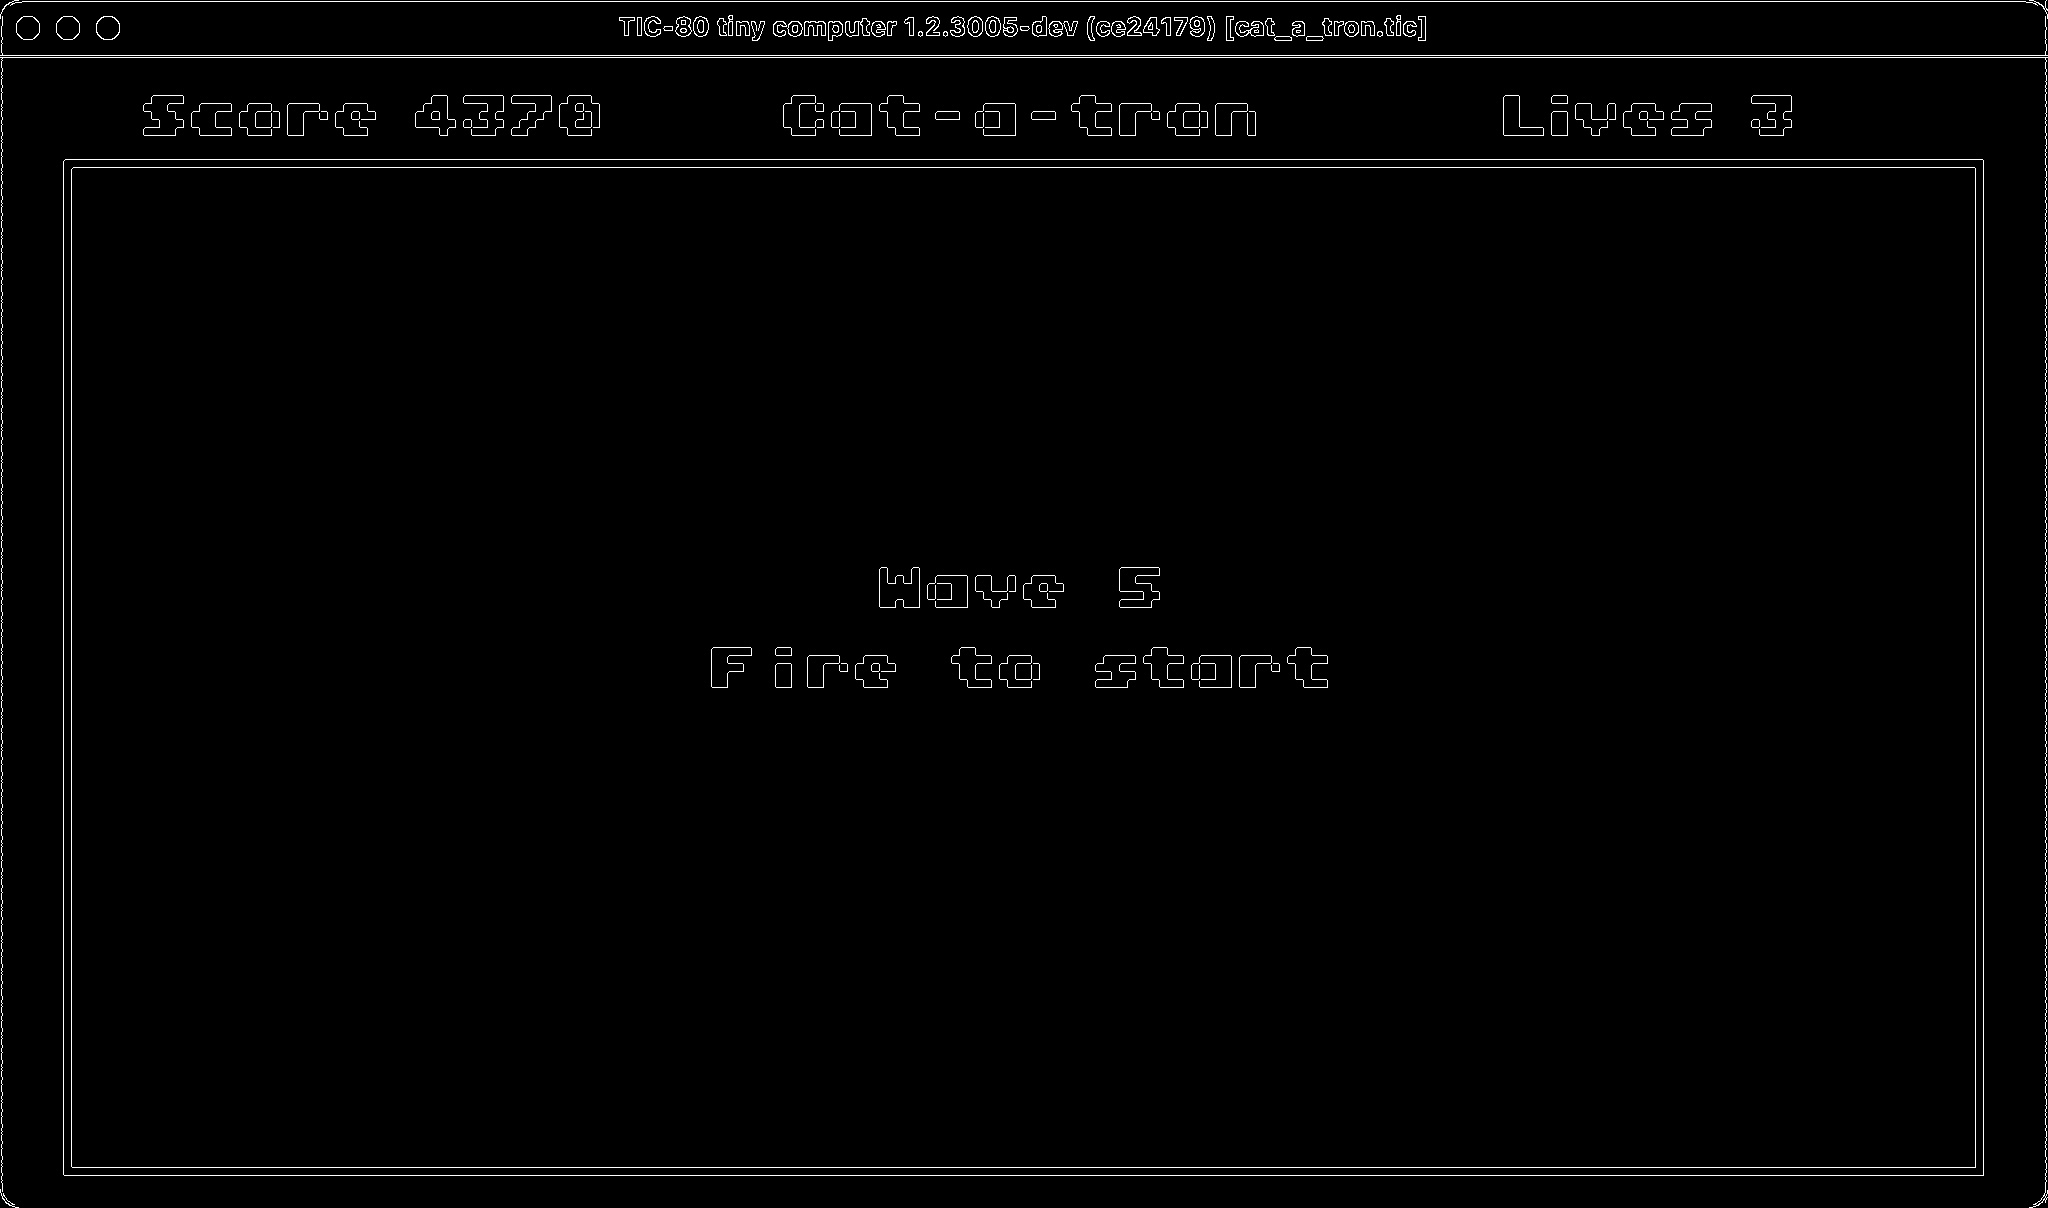 TIC-80 tiny computer 1.2.3005-dev (ce24179) [cat_a_tron.tic]
Score 4370 Cat-a-tron Lives 3
Wave 5
Fire to start